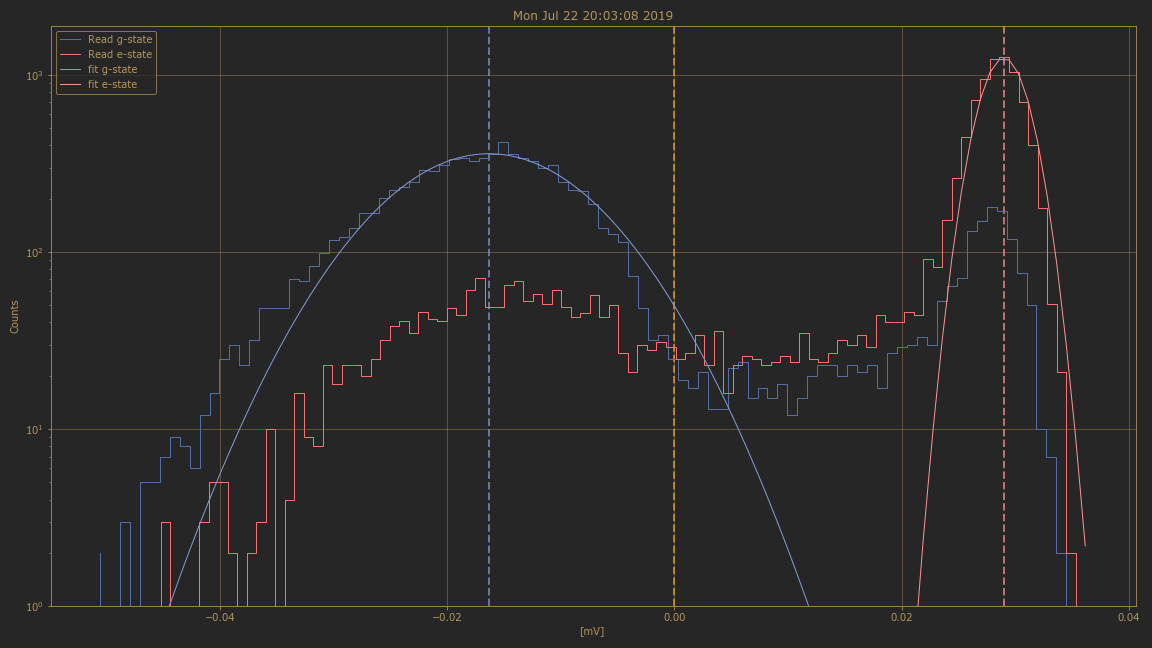 Mon Jul 22 20:03:08 2019
Read g-state
Read e-state
fit g-state
fit e-state
10³
10²
10¹
10⁰
Counts
−0.04
−0.02
0.00
0.02
0.04
[mV]